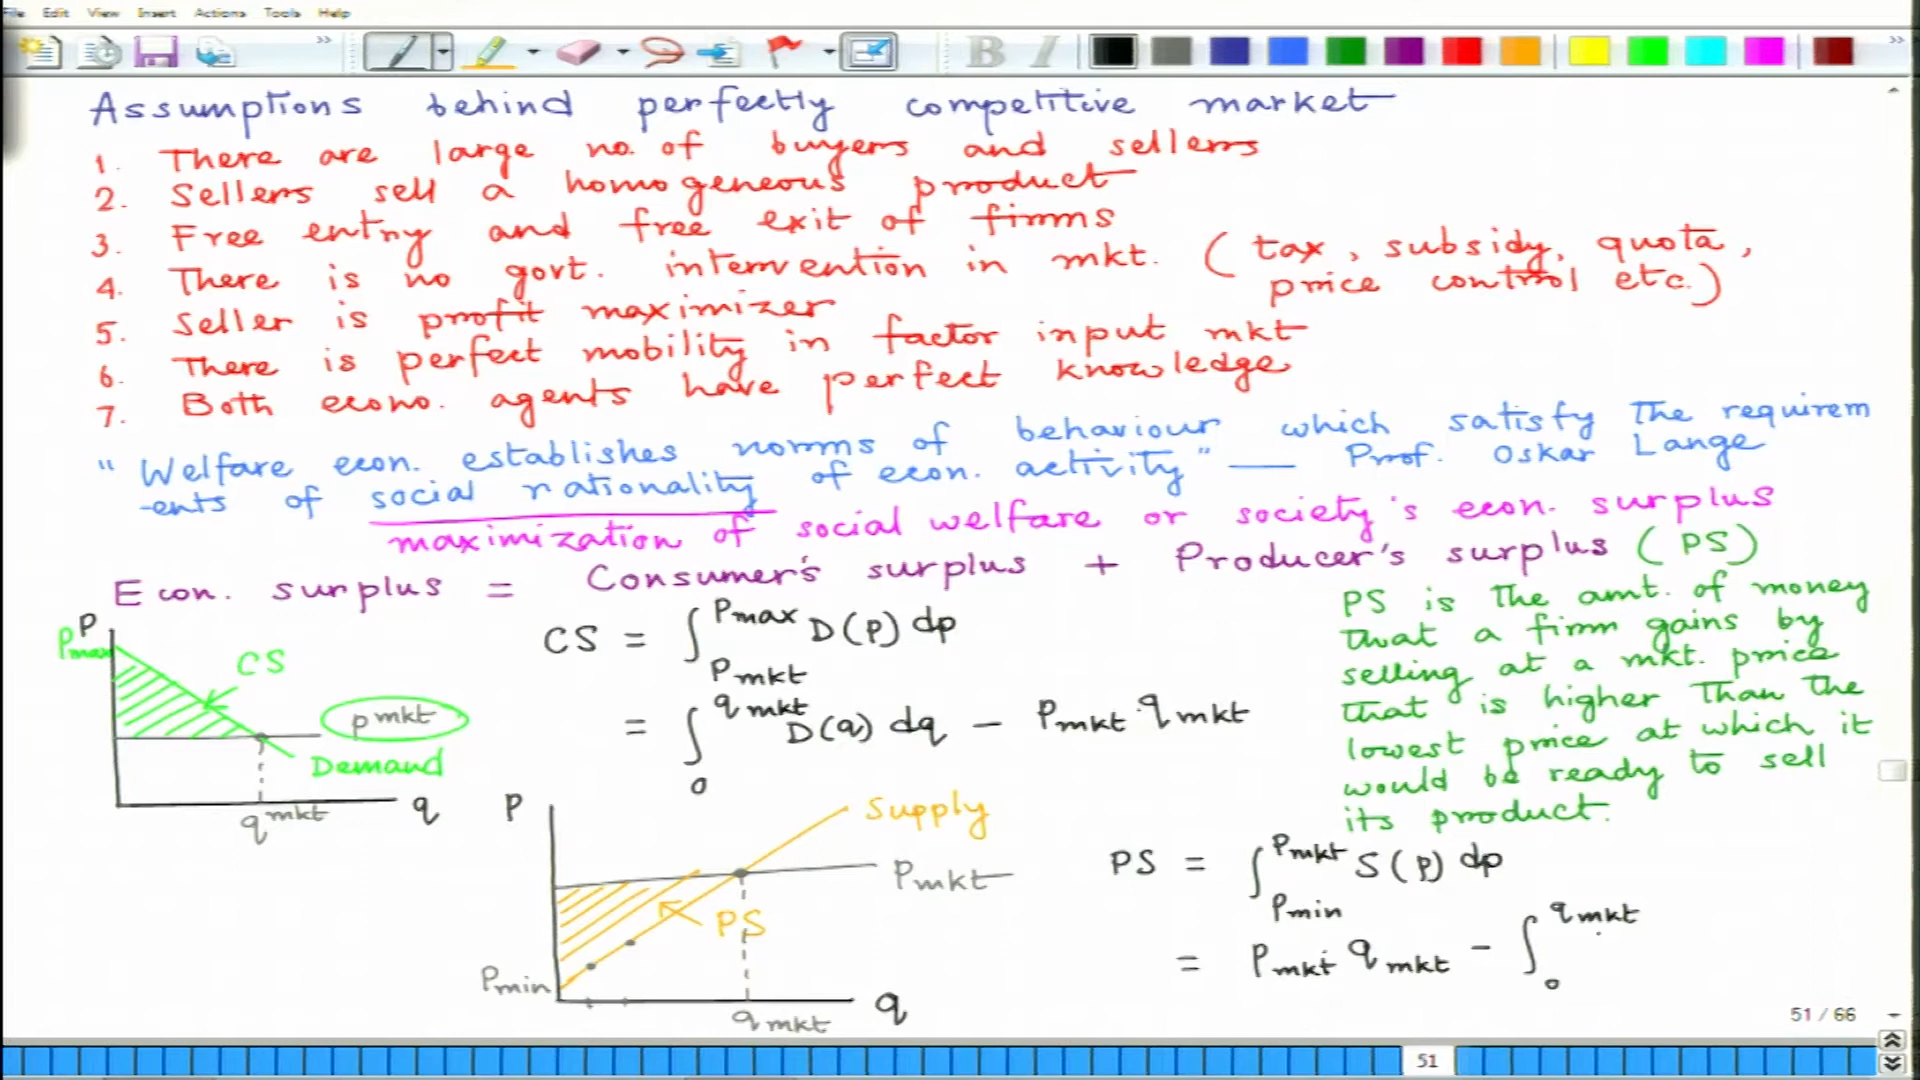 File Edit View Insert Actions Tools Help
B I
Assumptions behind perfectly competitive market
1. There are large no. of buyers and sellers
2. Sellers sell a homogeneous product
3. Free entry and free exit of firms
4. There is no govt. intervention in mkt. (tax, subsidy, quota,
price control etc.)
5. Seller is profit maximizer
6. There is perfect mobility in factor input mkt
7. Both econo. agents have perfect knowledge
"Welfare econ. establishes norms of behaviour which satisfy the requirem
-ents of social rationality of econ. activity" — Prof. Oskar Lange
maximization of social welfare or society's econ. surplus
Econ. surplus = Consumer's surplus + Producer's surplus (PS)
P
Pmax
CS
pmkt
Demand
qmkt
q
CS = ∫ Pmax D(P) dp
Pmkt
= ∫ qmkt D(q) dq - Pmkt · qmkt
0
PS is the amt. of money
that a firm gains by
selling at a mkt. price
that is higher than the
lowest price at which it
would be ready to sell
its product.
P
Supply
Pmkt
PS
Pmin
qmkt
q
PS = ∫ Pmkt S(P) dp
Pmin
= Pmkt qmkt - ∫ qmkt
0
51 / 66
51